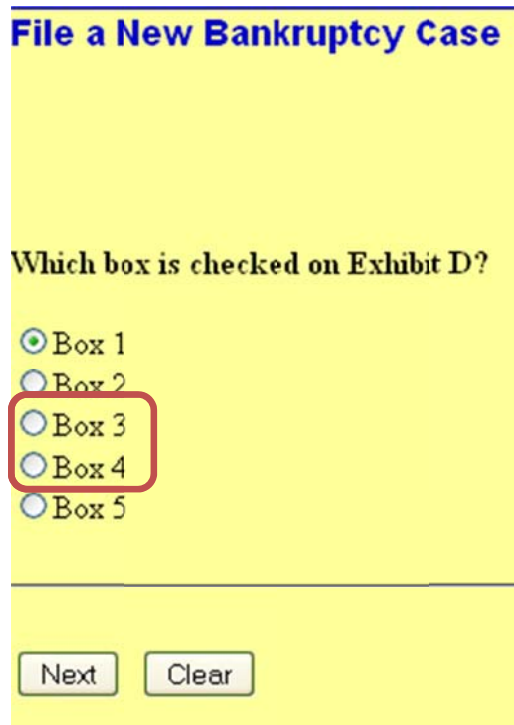 File a New Bankruptcy Case
Which box is checked on Exhibit D?
Box 1
Box 2
Box 3
Box 4
Box 5
Next Clear